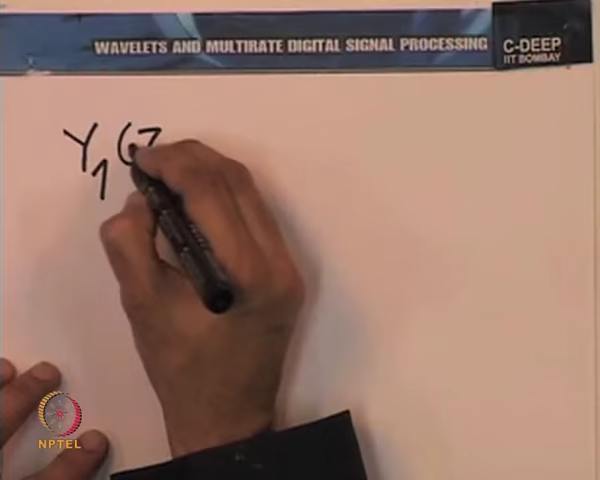 WAVELETS AND MULTIRATE DIGITAL SIGNAL PROCESSING
C-DEEP
IIT BOMBAY
Y₁(Z
NPTEL